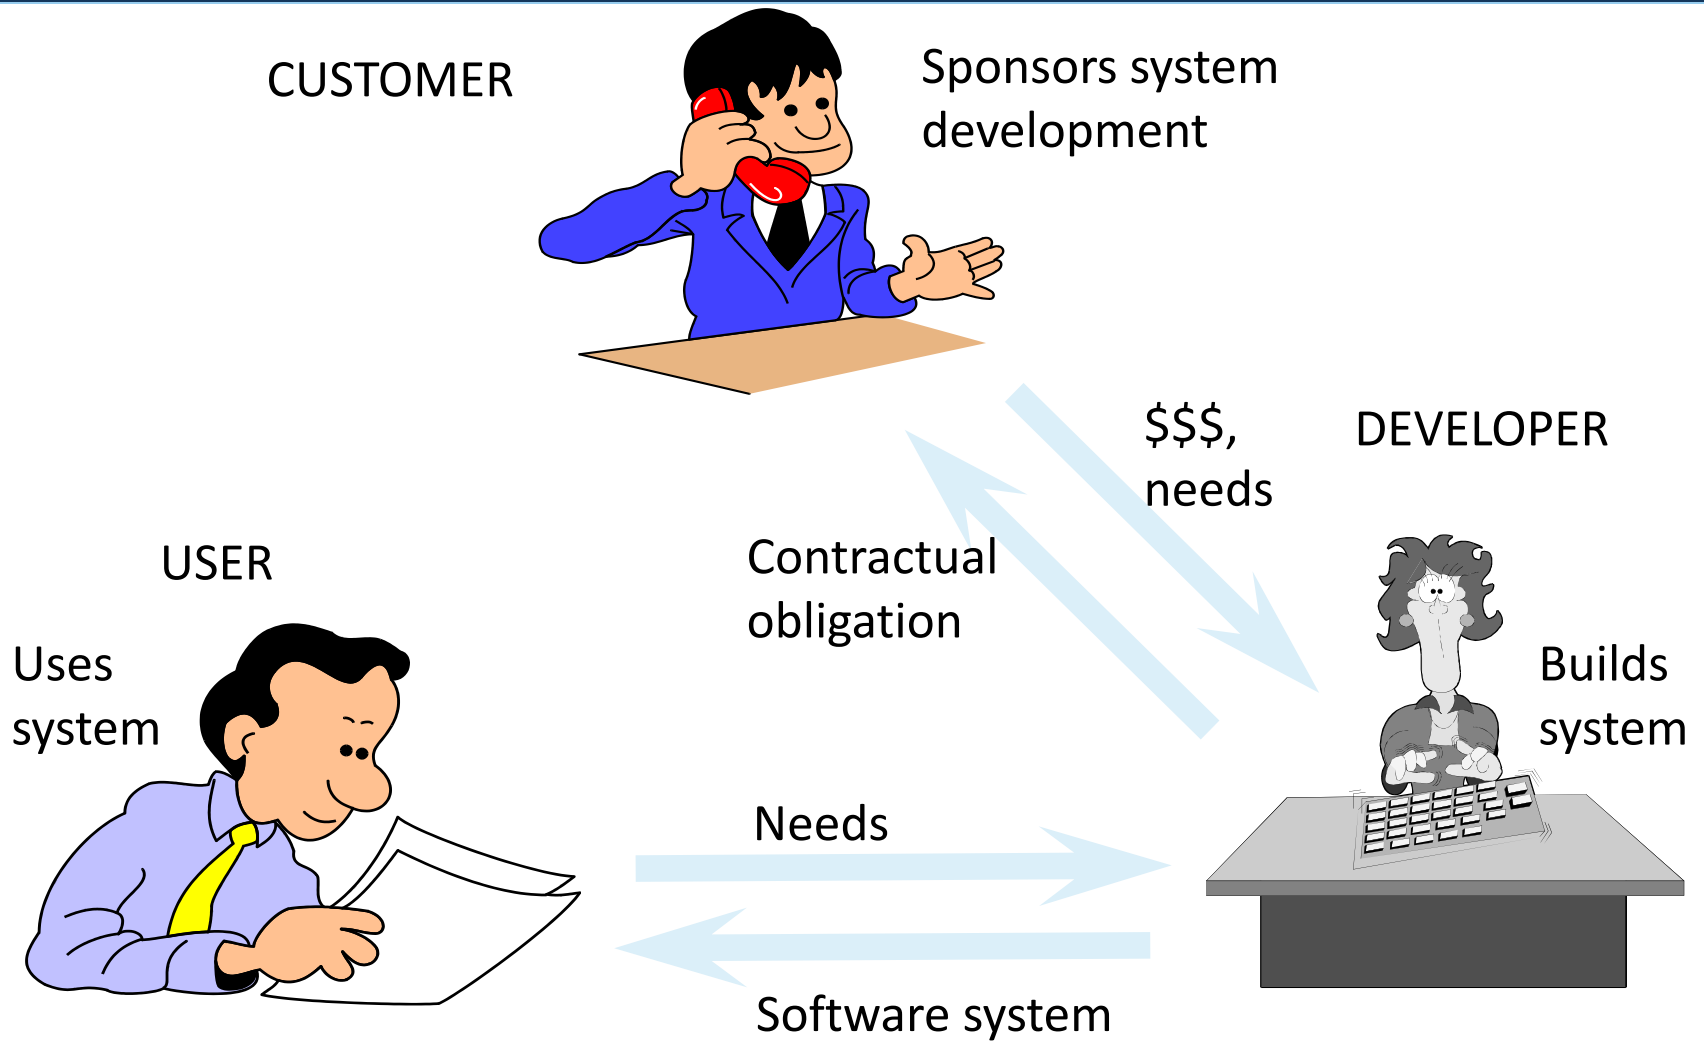 CUSTOMER
Sponsors system
development
$$$,
needs
DEVELOPER
Contractual
obligation
USER
Uses
system
Builds
system
Needs
Software system